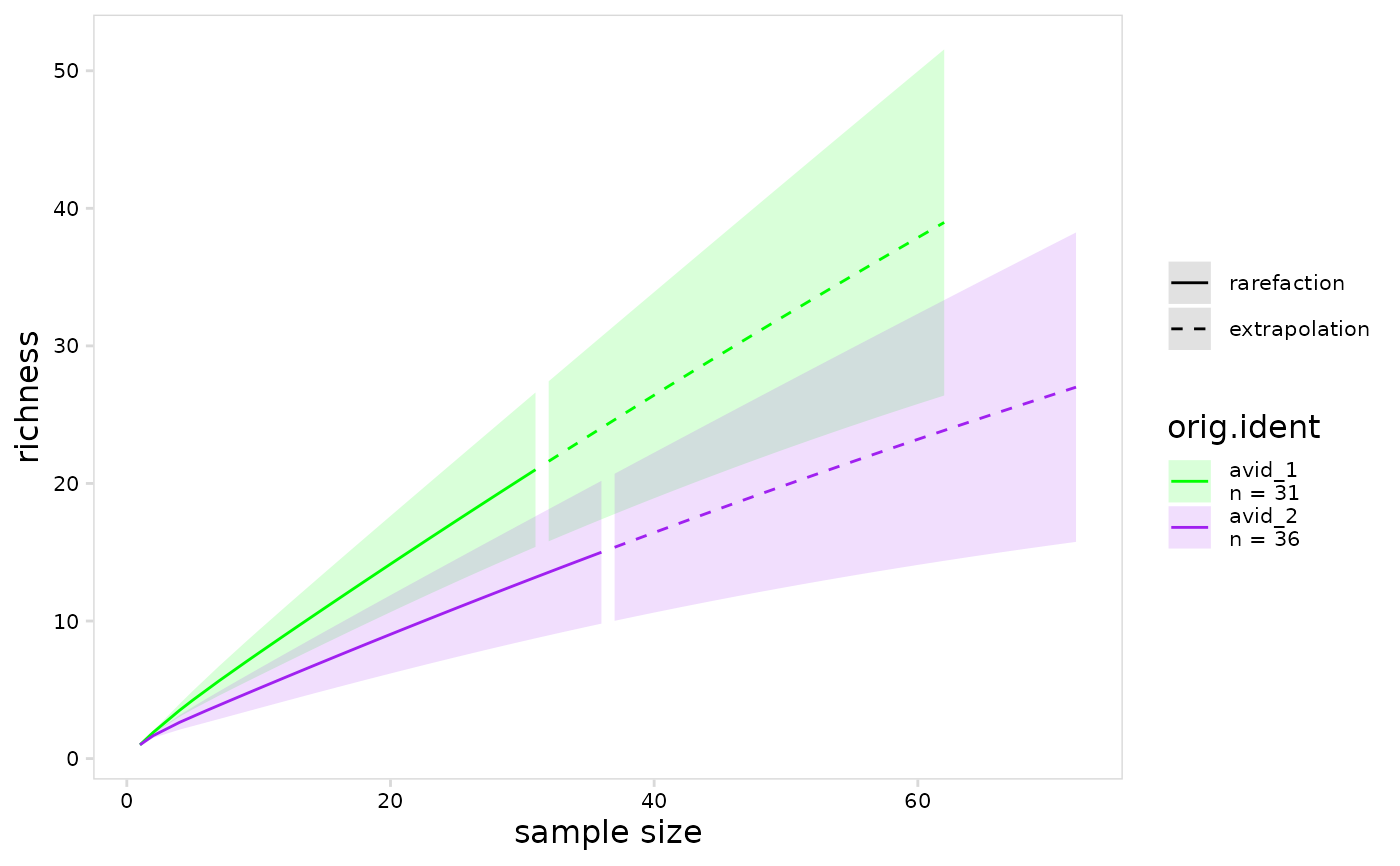 50
40
30
20
10
0
richness
0
20
40
60
sample size
rarefaction
extrapolation
orig.ident
avid_1
n = 31
avid_2
n = 36